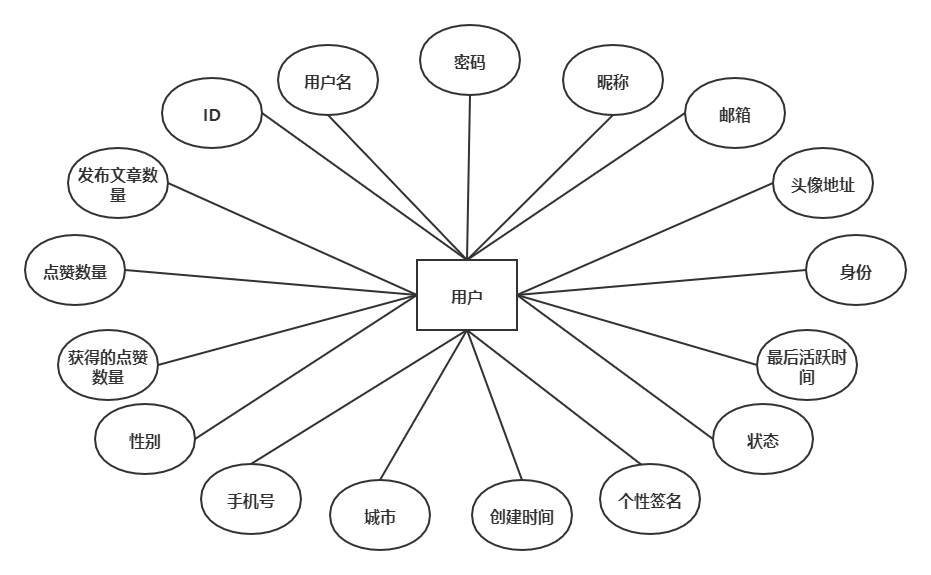 密码
用户名
昵称
ID
邮箱
发布文章数
量
头像地址
点赞数量
身份
用户
获得的点赞
数量
最后活跃时
间
性别
状态
手机号
城市
创建时间
个性签名